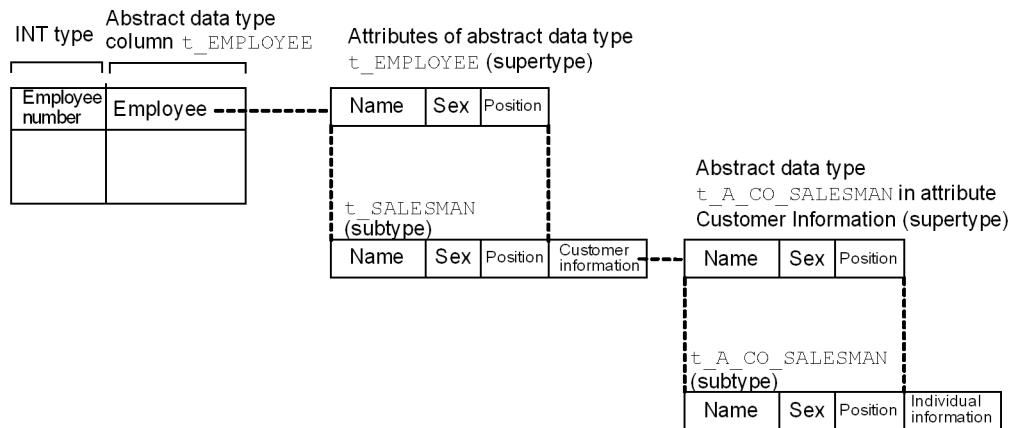 INT type
Abstract data type
column t_EMPLOYEE
Employee
number
Employee
Attributes of abstract data type
t_EMPLOYEE (supertype)
Name Sex Position
t_SALESMAN
(subtype)
Name Sex Position Customer
information
Abstract data type
t_A_CO_SALESMAN in attribute
Customer Information (supertype)
Name Sex Position
t_A_CO_SALESMAN
(subtype)
Name Sex Position Individual
information